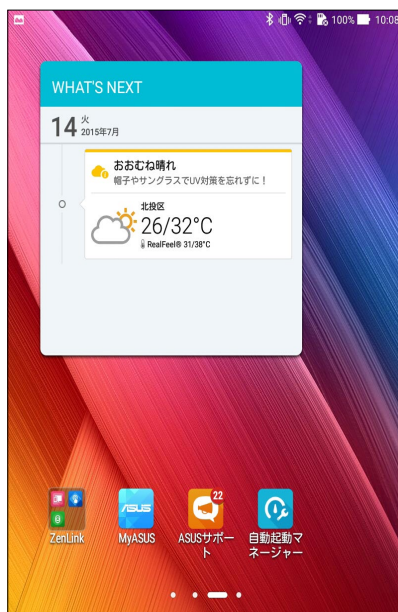 100% 10:08
WHAT'S NEXT
14 火
2015年7月
おおむね晴れ
帽子やサングラスでUV対策を忘れずに！
北投区
26/32°C
RealFeel® 31/38°C
22
ZenLink
MyASUS
ASUSサポー
ト
自動起動マ
ネージャー